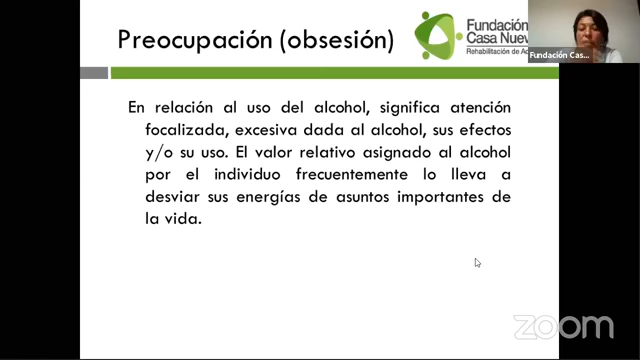 Preocupación (obsesión)
Fundación
Casa Nuev
Rehabilitación de Ad
Fundación Cas...
En relación al uso del alcohol, significa atención
focalizada, excesiva dada al alcohol, sus efectos
y/o su uso. El valor relativo asignado al alcohol
por el individuo frecuentemente lo lleva a
desviar sus energías de asuntos importantes de
la vida.
zoom